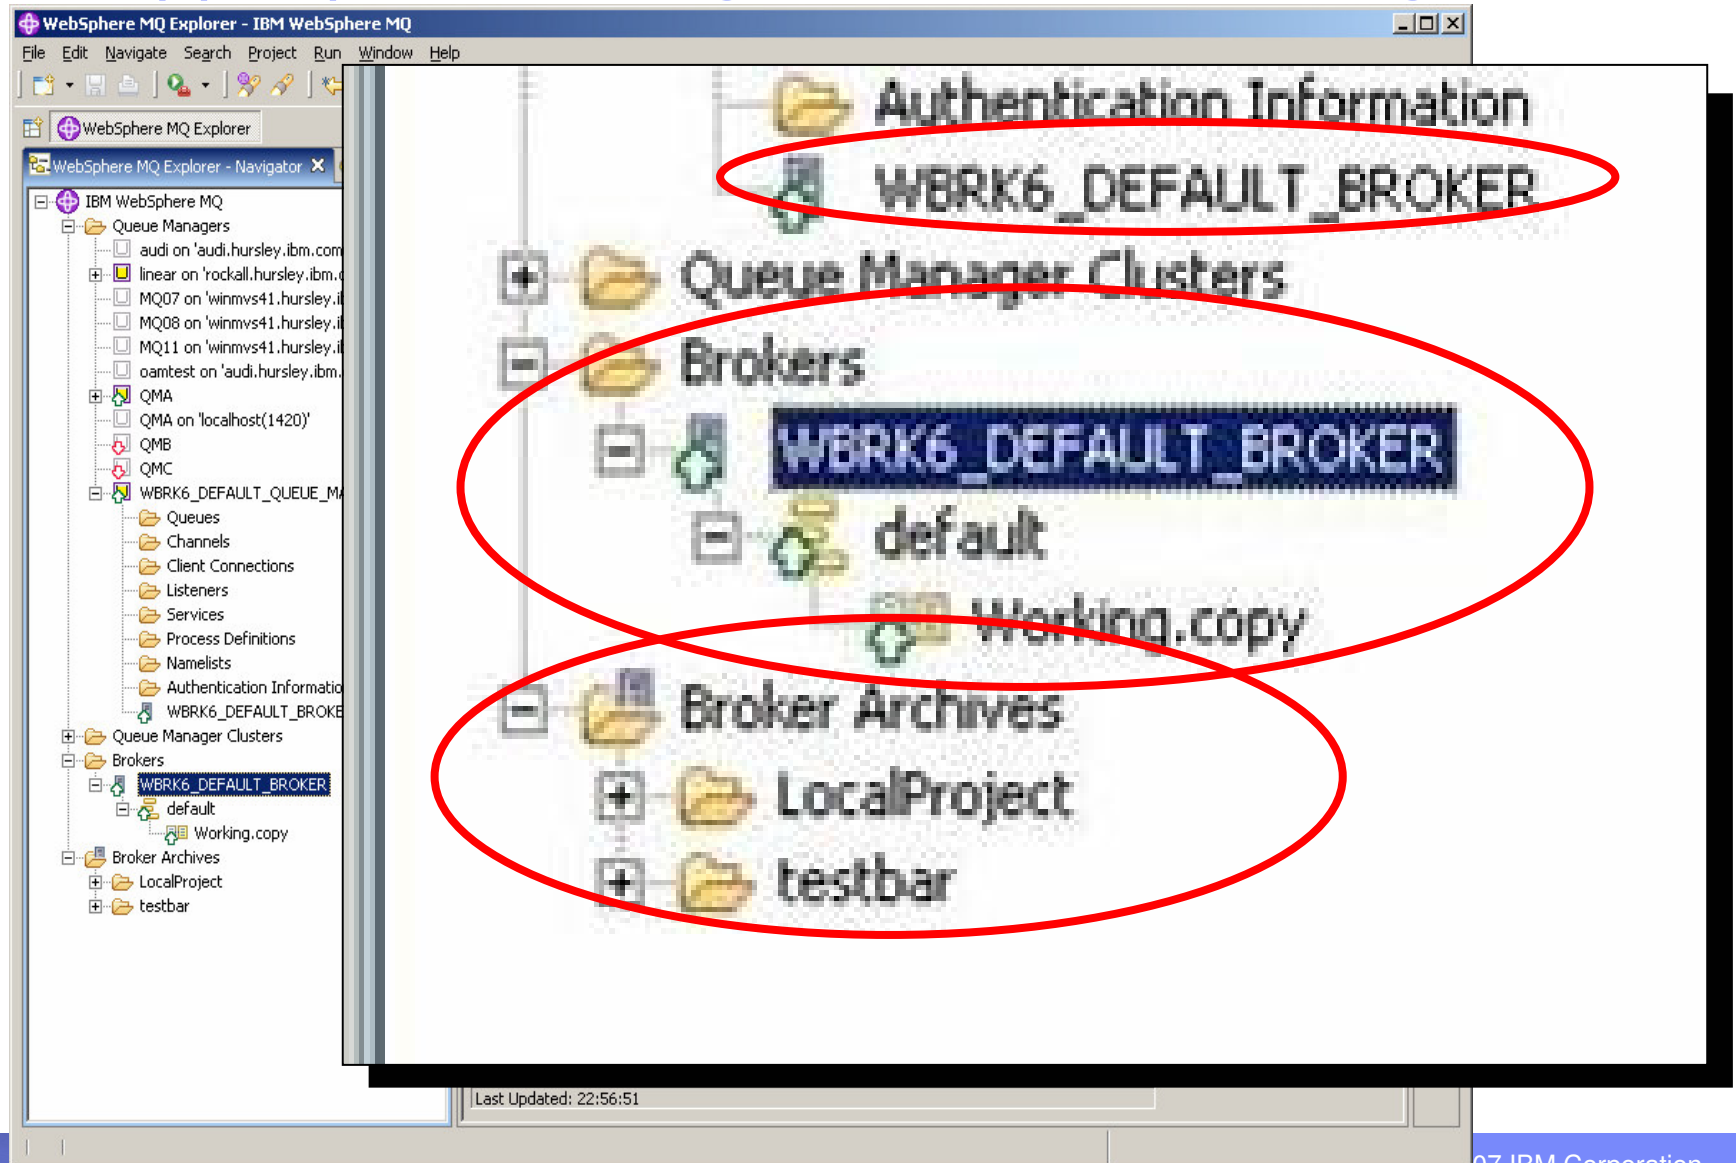 WebSphere MQ Explorer - IBM WebSphere MQ
File Edit Navigate Search Project Run Window Help
WebSphere MQ Explorer
WebSphere MQ Explorer - Navigator
IBM WebSphere MQ
Queue Managers
audi on 'audi.hursley.ibm.com
linear on 'rockall.hursley.ibm.
MQ07 on 'winmvs41.hursley.
MQ08 on 'winmvs41.hursley.
MQ11 on 'winmvs41.hursley.
oamtest on 'audi.hursley.ibm.
QMA
QMA on 'localhost(1420)'
QMB
QMC
WBRK6_DEFAULT_QUEUE_MA
Queues
Channels
Client Connections
Listeners
Services
Process Definitions
Namelists
Authentication Informatio
WBRK6_DEFAULT_BROKE
Queue Manager Clusters
Brokers
WBRK6_DEFAULT_BROKER
default
Working.copy
Broker Archives
LocalProject
testbar
Authentication Information
WBRK6_DEFAULT_BROKER
Queue Manager Clusters
Brokers
WBRK6_DEFAULT_BROKER
default
Working.copy
Broker Archives
LocalProject
testbar
Last Updated: 22:56:51
07 IBM Corporation